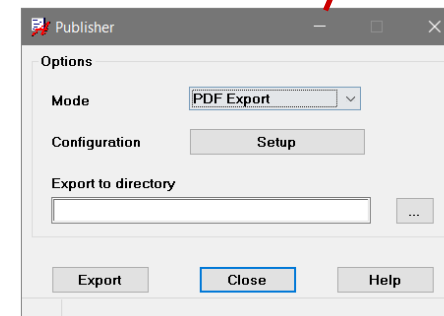 Publisher
Options
Mode PDF Export
Configuration Setup
Export to directory
...
Export Close Help